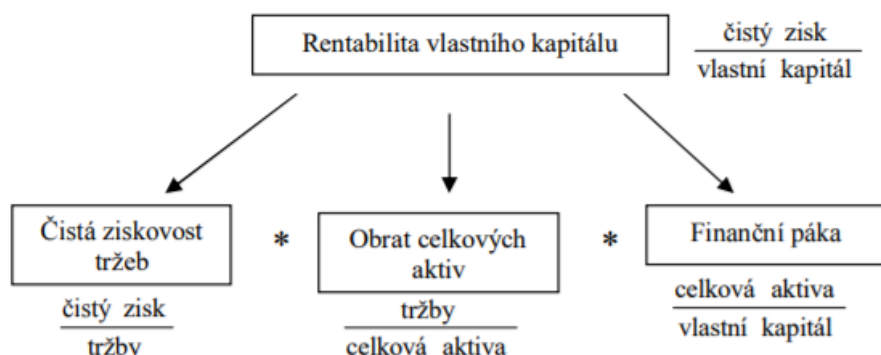 Rentabilita vlastního kapitálu
čistý zisk
vlastní kapitál
Čistá ziskovost
tržeb
*
Obrat celkových
aktiv
*
Finanční páka
čistý zisk
tržby
tržby
celková aktiva
celková aktiva
vlastní kapitál